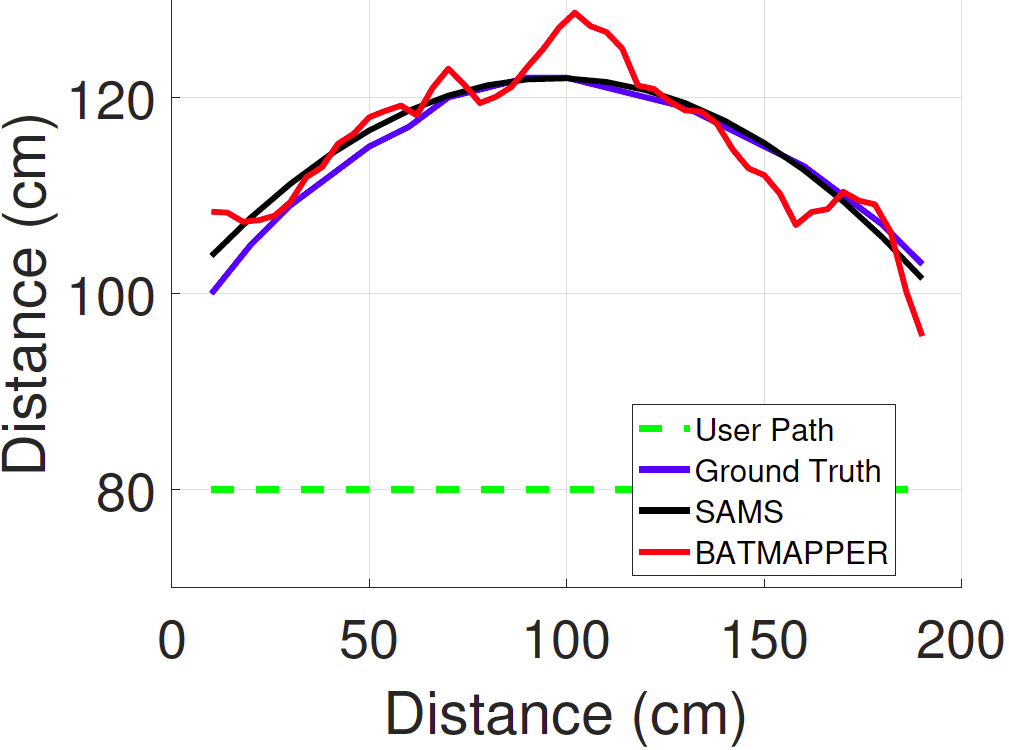 120
100
80
Distance (cm)
User Path
Ground Truth
SAMS
BATMAPPER
0 50 100 150 200
Distance (cm)